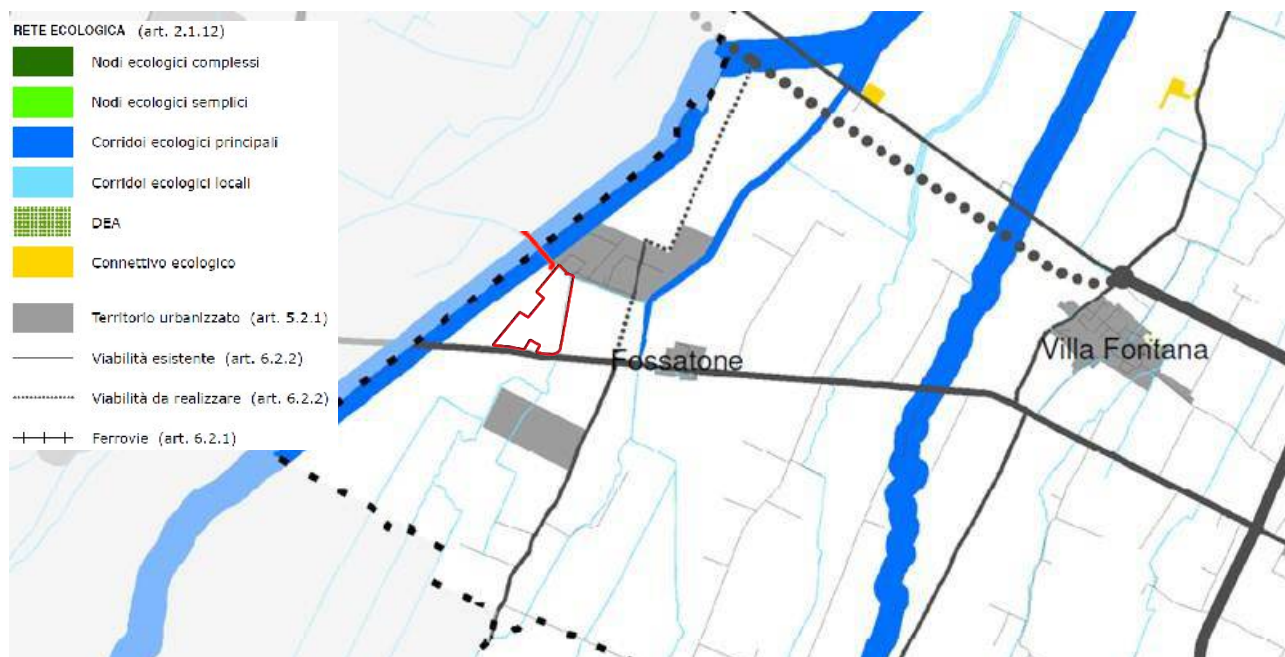 RETE ECOLOGICA (art. 2.1.12)
Nodi ecologici complessi
Nodi ecologici semplici
Corridoi ecologici principali
Corridoi ecologici locali
DEA
Connettivo ecologico
Territorio urbanizzato (art. 5.2.1)
Viabilità esistente (art. 6.2.2)
Viabilità da realizzare (art. 6.2.2)
Ferrovie (art. 6.2.1)
Fossatone
Villa Fontana